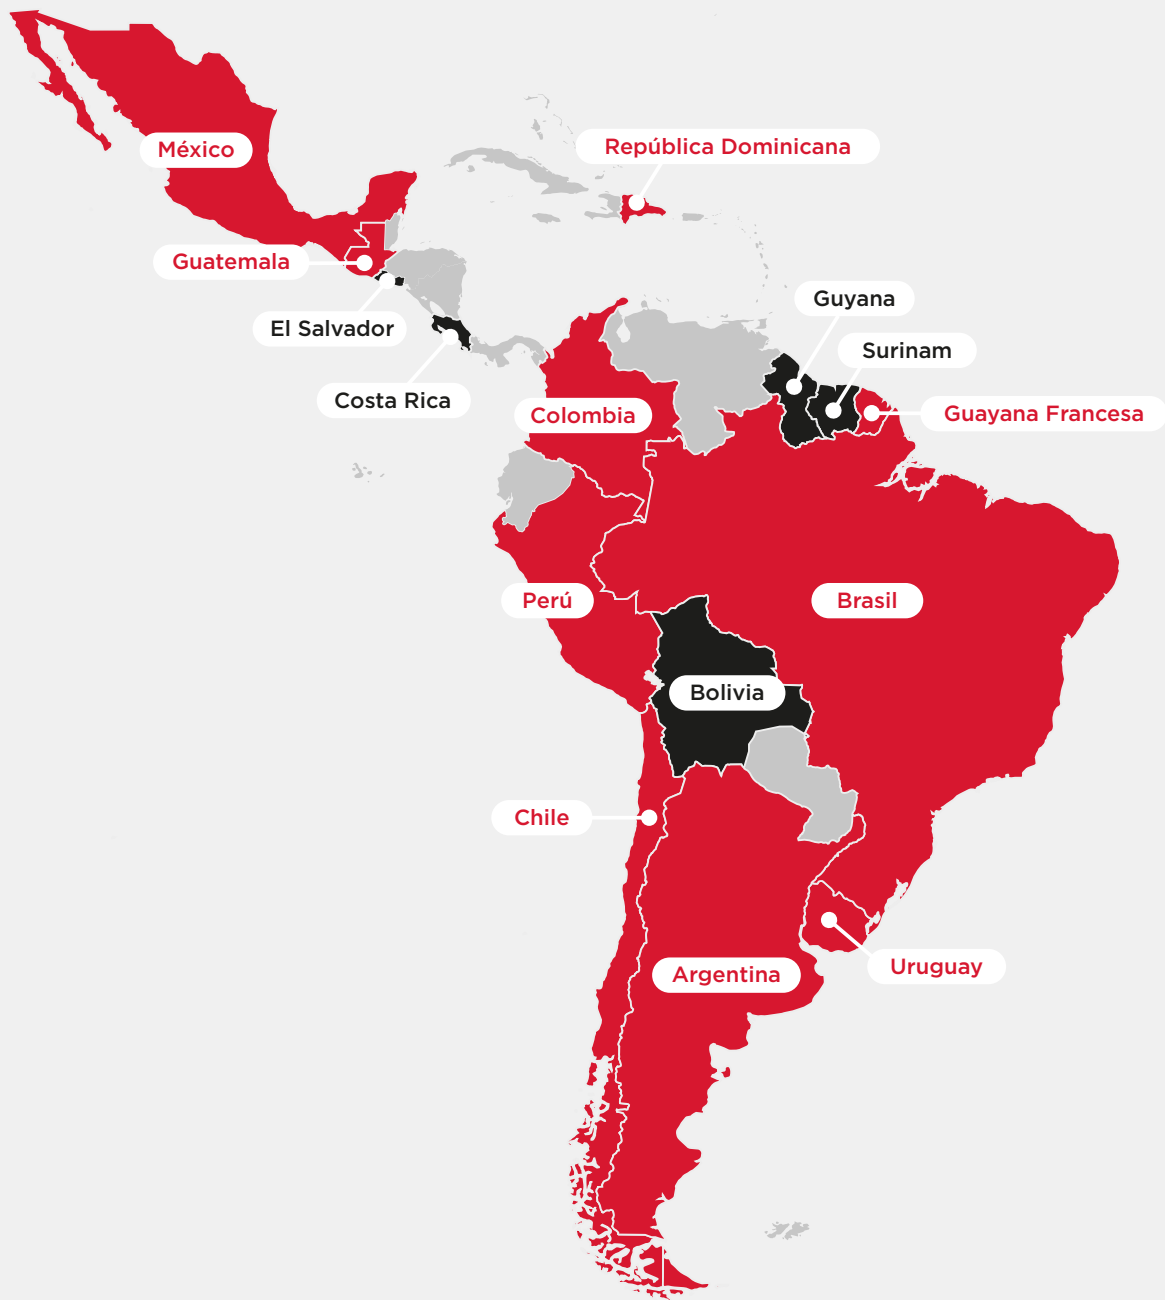 México
República Dominicana
Guatemala
Guyana
El Salvador
Surinam
Costa Rica
Colombia
Guayana Francesa
Perú
Brasil
Bolivia
Chile
Uruguay
Argentina